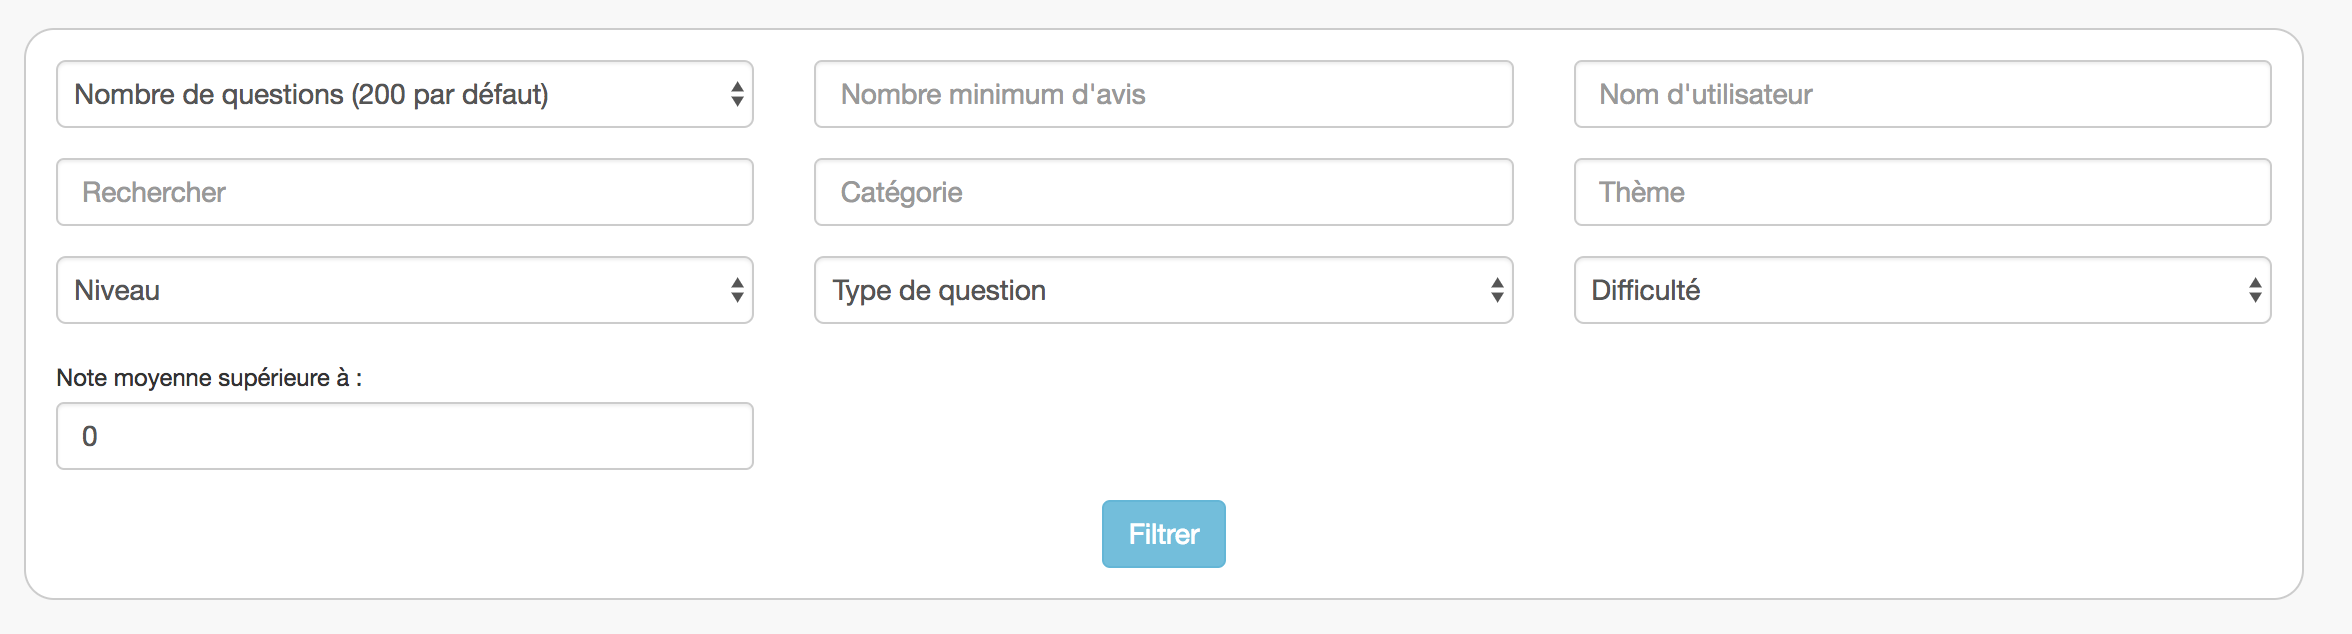 Nombre de questions (200 par défaut)
Nombre minimum d'avis
Nom d'utilisateur
Rechercher
Catégorie
Thème
Niveau
Type de question
Difficulté
Note moyenne supérieure à :
0
Filtrer